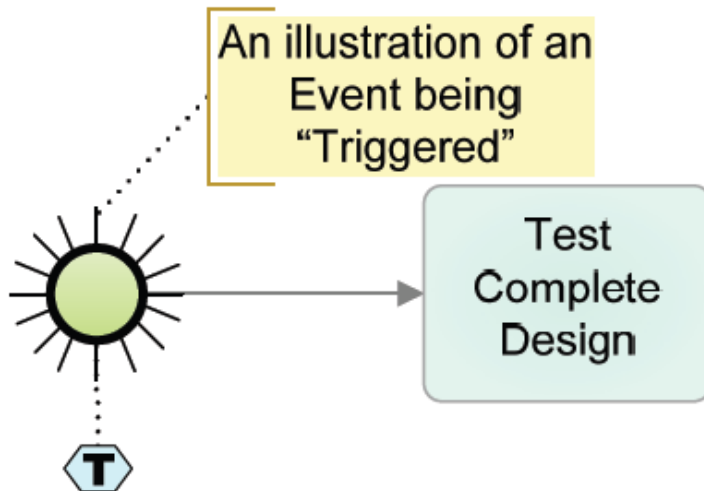 An illustration of an
Event being
“Triggered”
Test
Complete
Design
T